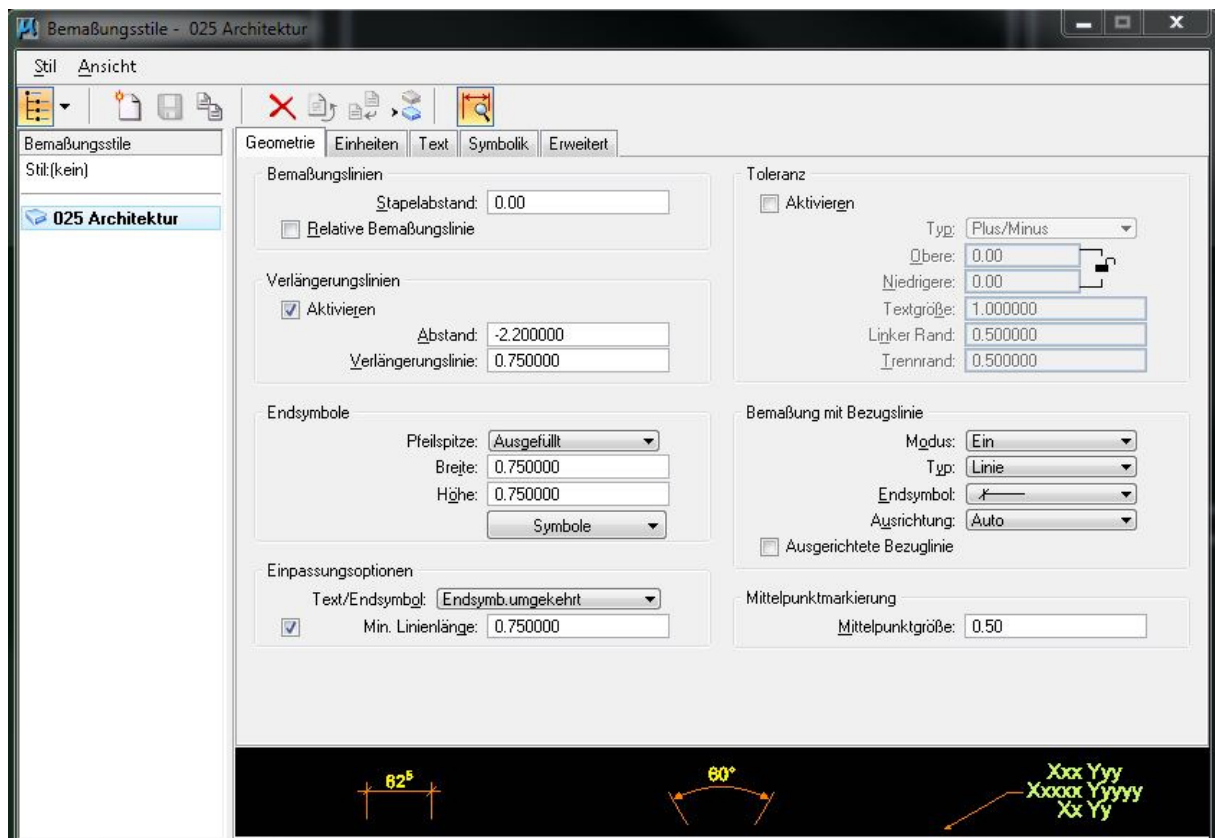 Bemaßungsstile - 025 Architektur
Stil Ansicht
Bemaßungsstile
Stil:(kein)
025 Architektur
Geometrie Einheiten Text Symbolik Erweitert
Bemaßungslinien
Stapelabstand: 0.00
Relative Bemaßungslinie
Verlängerungslinien
Aktivieren
Abstand: -2.200000
Verlängerungslinie: 0.750000
Endsymbole
Pfeilspitze: Ausgefüllt
Breite: 0.750000
Höhe: 0.750000
Symbole
Einpassungsoptionen
Text/Endsymbol: Endsymb.umgekehrt
Min. Linienlänge: 0.750000
Toleranz
Aktivieren
Typ: Plus/Minus
Obere: 0.00
Niedrigere: 0.00
Textgröße: 1.000000
Linker Rand: 0.500000
Trennrand: 0.500000
Bemaßung mit Bezugslinie
Modus: Ein
Typ: Linie
Endsymbol:
Ausrichtung: Auto
Ausgerichtete Bezuglinie
Mittelpunktmarkierung
Mittelpunktgröße: 0.50
62⁵
60°
Xxx Yyy
Xxxxx Yyyyy
Xx Yy